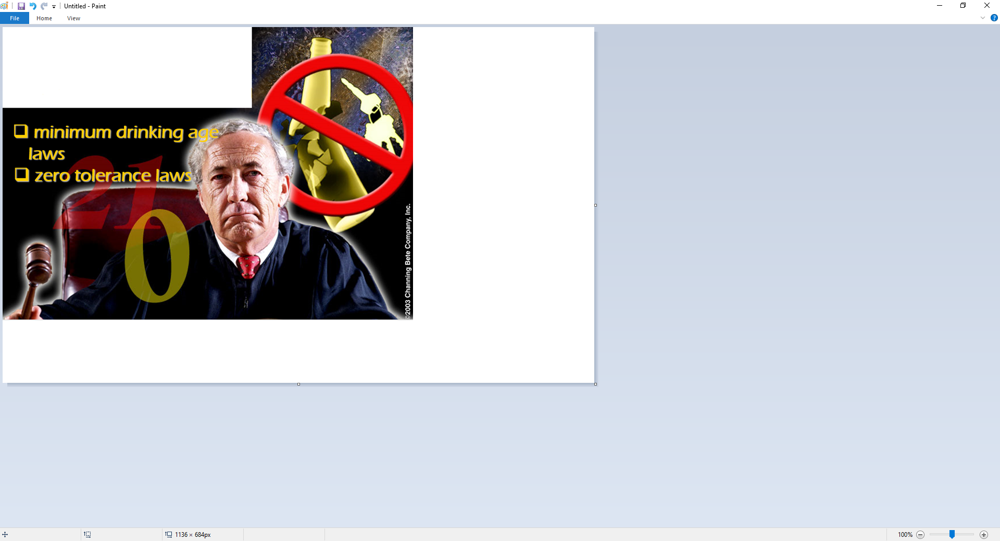 Untitled - Paint
File Home View
minimum drinking age
laws
zero tolerance laws
21
0
©2003 Channing Bete Company, Inc.
1136 × 684px
100%